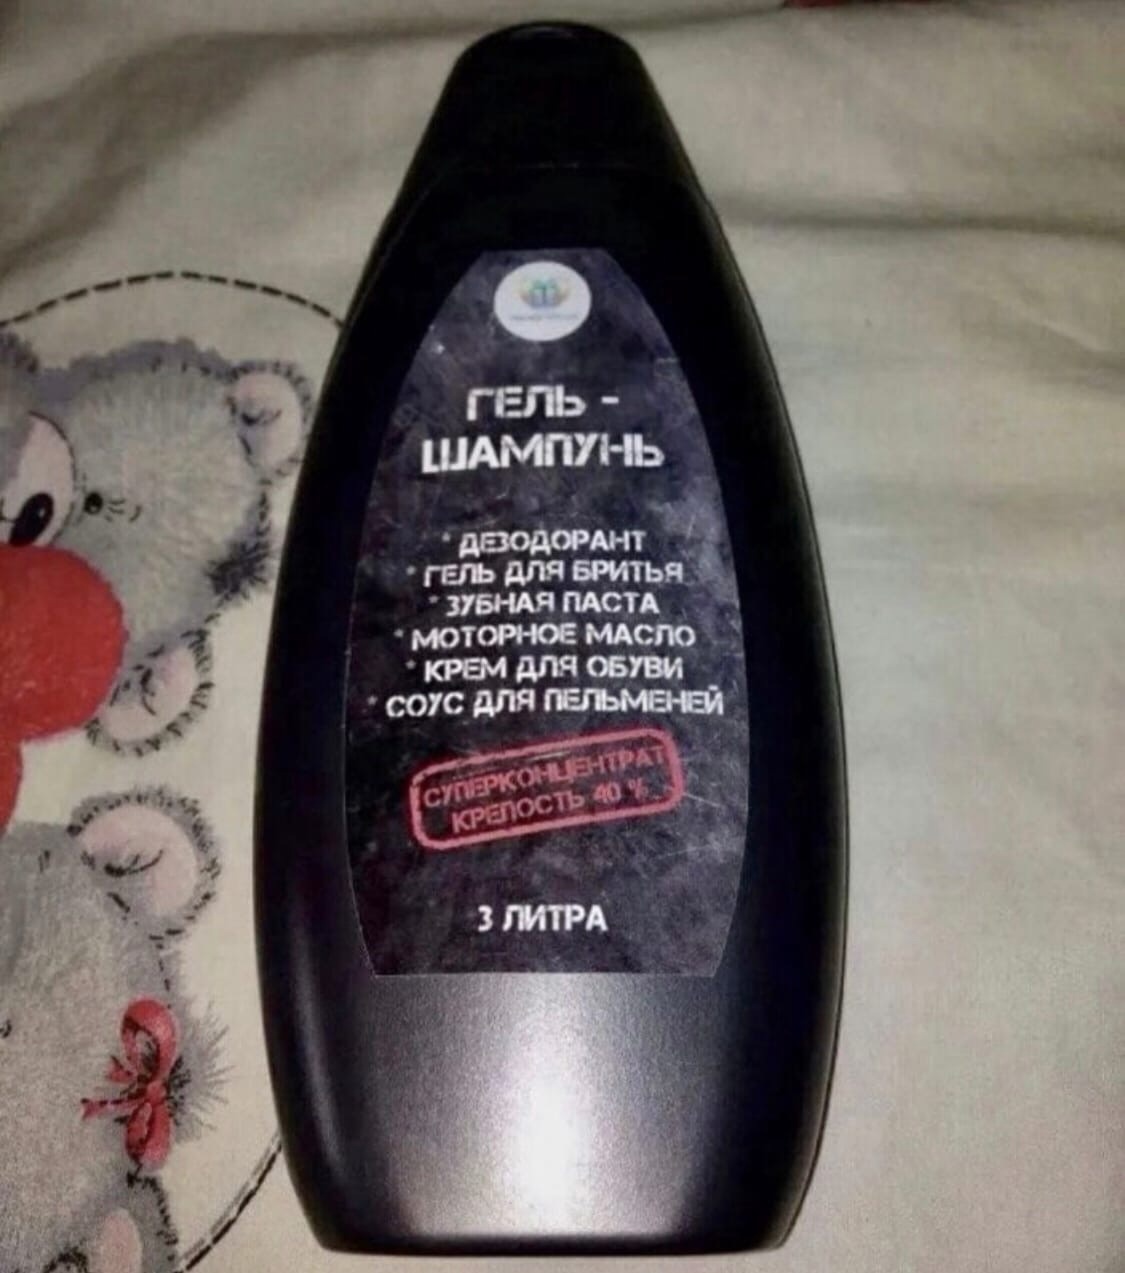 ГЕЛЬ -
ШАМПУНЬ
* ДЕЗОДОРАНТ
* ГЕЛЬ ДЛЯ БРИТЬЯ
* ЗУБНАЯ ПАСТА
* МОТОРНОЕ МАСЛО
* КРЕМ ДЛЯ ОБУВИ
* СОУС ДЛЯ ПЕЛЬМЕНЕЙ
СУПЕРКОНЦЕНТРАТ
КРЕПОСТЬ 40 %
3 ЛИТРА